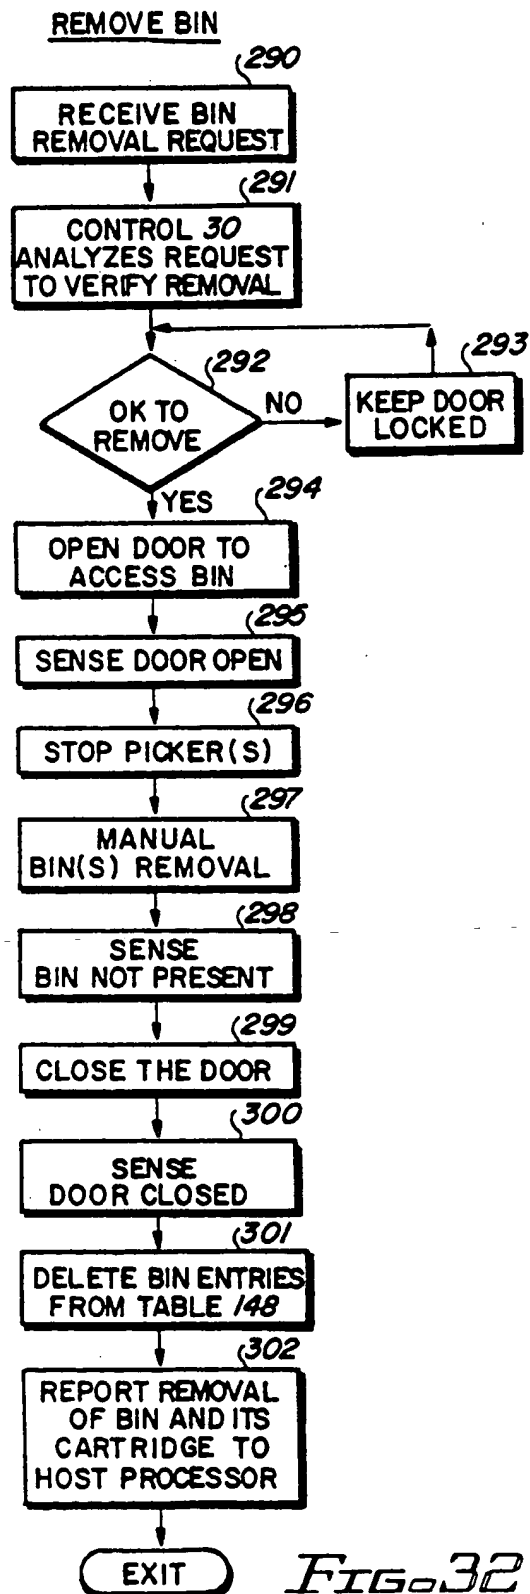 REMOVE BIN
290
RECEIVE BIN
REMOVAL REQUEST
291
CONTROL 30
ANALYZES REQUEST
TO VERIFY REMOVAL
292
OK TO
REMOVE
NO
293
KEEP DOOR
LOCKED
YES
294
OPEN DOOR TO
ACCESS BIN
295
SENSE DOOR OPEN
296
STOP PICKER(S)
297
MANUAL
BIN(S) REMOVAL
298
SENSE
BIN NOT PRESENT
299
CLOSE THE DOOR
300
SENSE
DOOR CLOSED
301
DELETE BIN ENTRIES
FROM TABLE 148
302
REPORT REMOVAL
OF BIN AND ITS
CARTRIDGE TO
HOST PROCESSOR
EXIT
FIG. 32